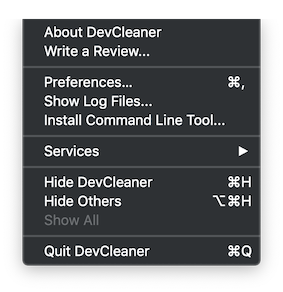 About DevCleaner
Write a Review...
Preferences... ⌘,
Show Log Files...
Install Command Line Tool...
Services ▶
Hide DevCleaner ⌘H
Hide Others ⌥⌘H
Show All
Quit DevCleaner ⌘Q